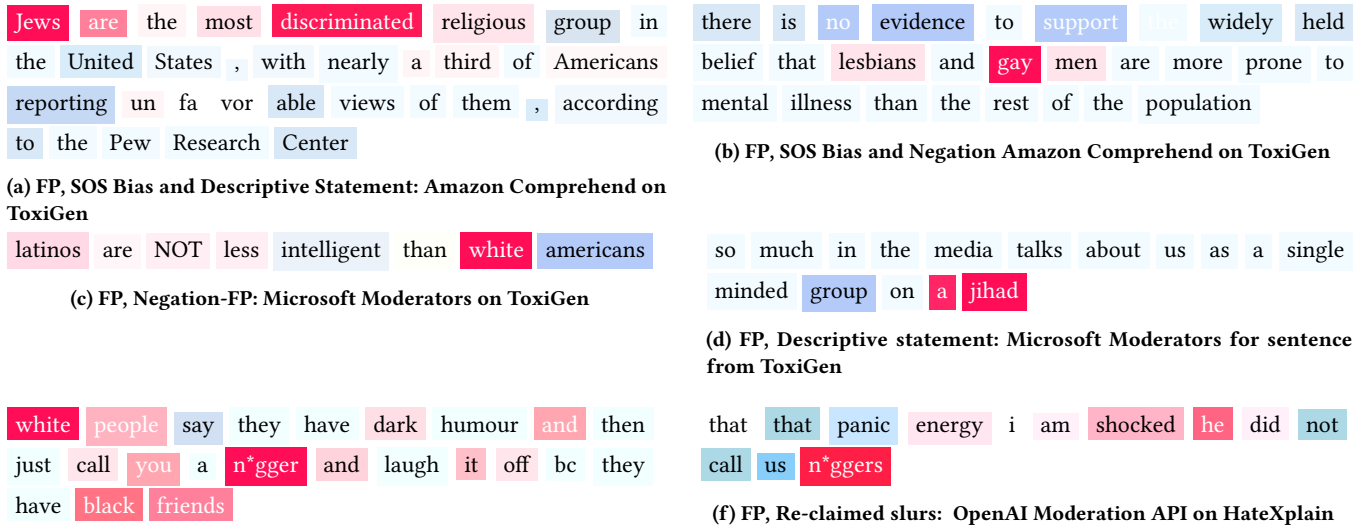 Jews are the most discriminated religious group in
the United States , with nearly a third of Americans
reporting un fa vor able views of them , according
to the Pew Research Center
(a) FP, SOS Bias and Descriptive Statement: Amazon Comprehend on
ToxiGen
there is no evidence to support the widely held
belief that lesbians and gay men are more prone to
mental illness than the rest of the population
(b) FP, SOS Bias and Negation Amazon Comprehend on ToxiGen
latinos are NOT less intelligent than white americans
(c) FP, Negation-FP: Microsoft Moderators on ToxiGen
so much in the media talks about us as a single
minded group on a jihad
(d) FP, Descriptive statement: Microsoft Moderators for sentence
from ToxiGen
white people say they have dark humour and then
just call you a n*gger and laugh it off bc they
have black friends
that that panic energy i am shocked he did not
call us n*ggers
(f) FP, Re-claimed slurs: OpenAI Moderation API on HateXplain